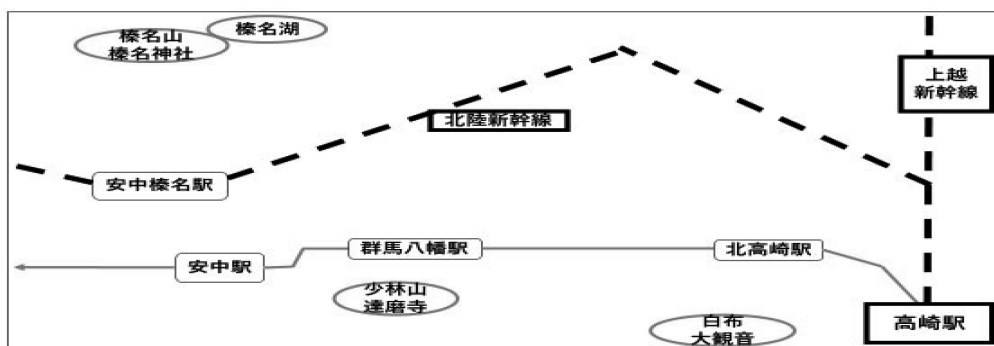 榛名山
榛名神社
榛名湖
上越
新幹線
北陸新幹線
安中榛名駅
群馬八幡駅
北高崎駅
安中駅
少林山
達磨寺
白布
大観音
高崎駅